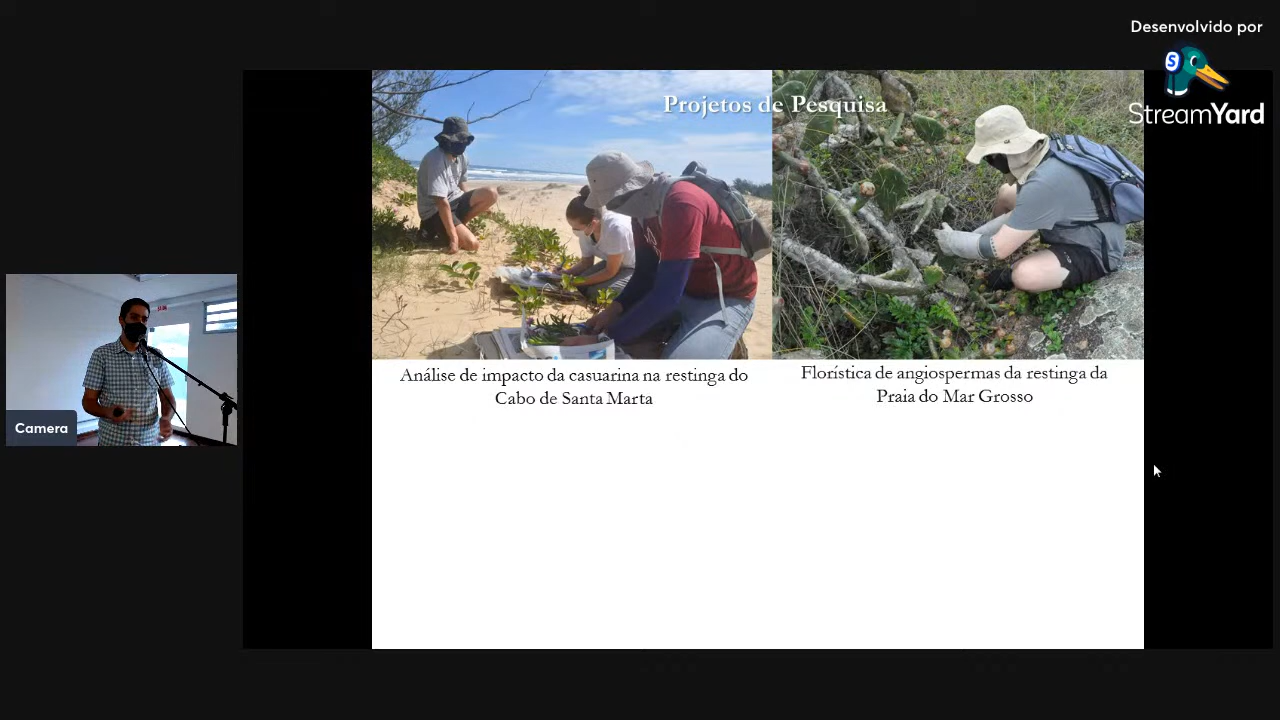 Desenvolvido por
S
StreamYard
Projetos de Pesquisa
Análise de impacto da casuarina na restinga do
Cabo de Santa Marta
Florística de angiospermas da restinga da
Praia do Mar Grosso
Camera